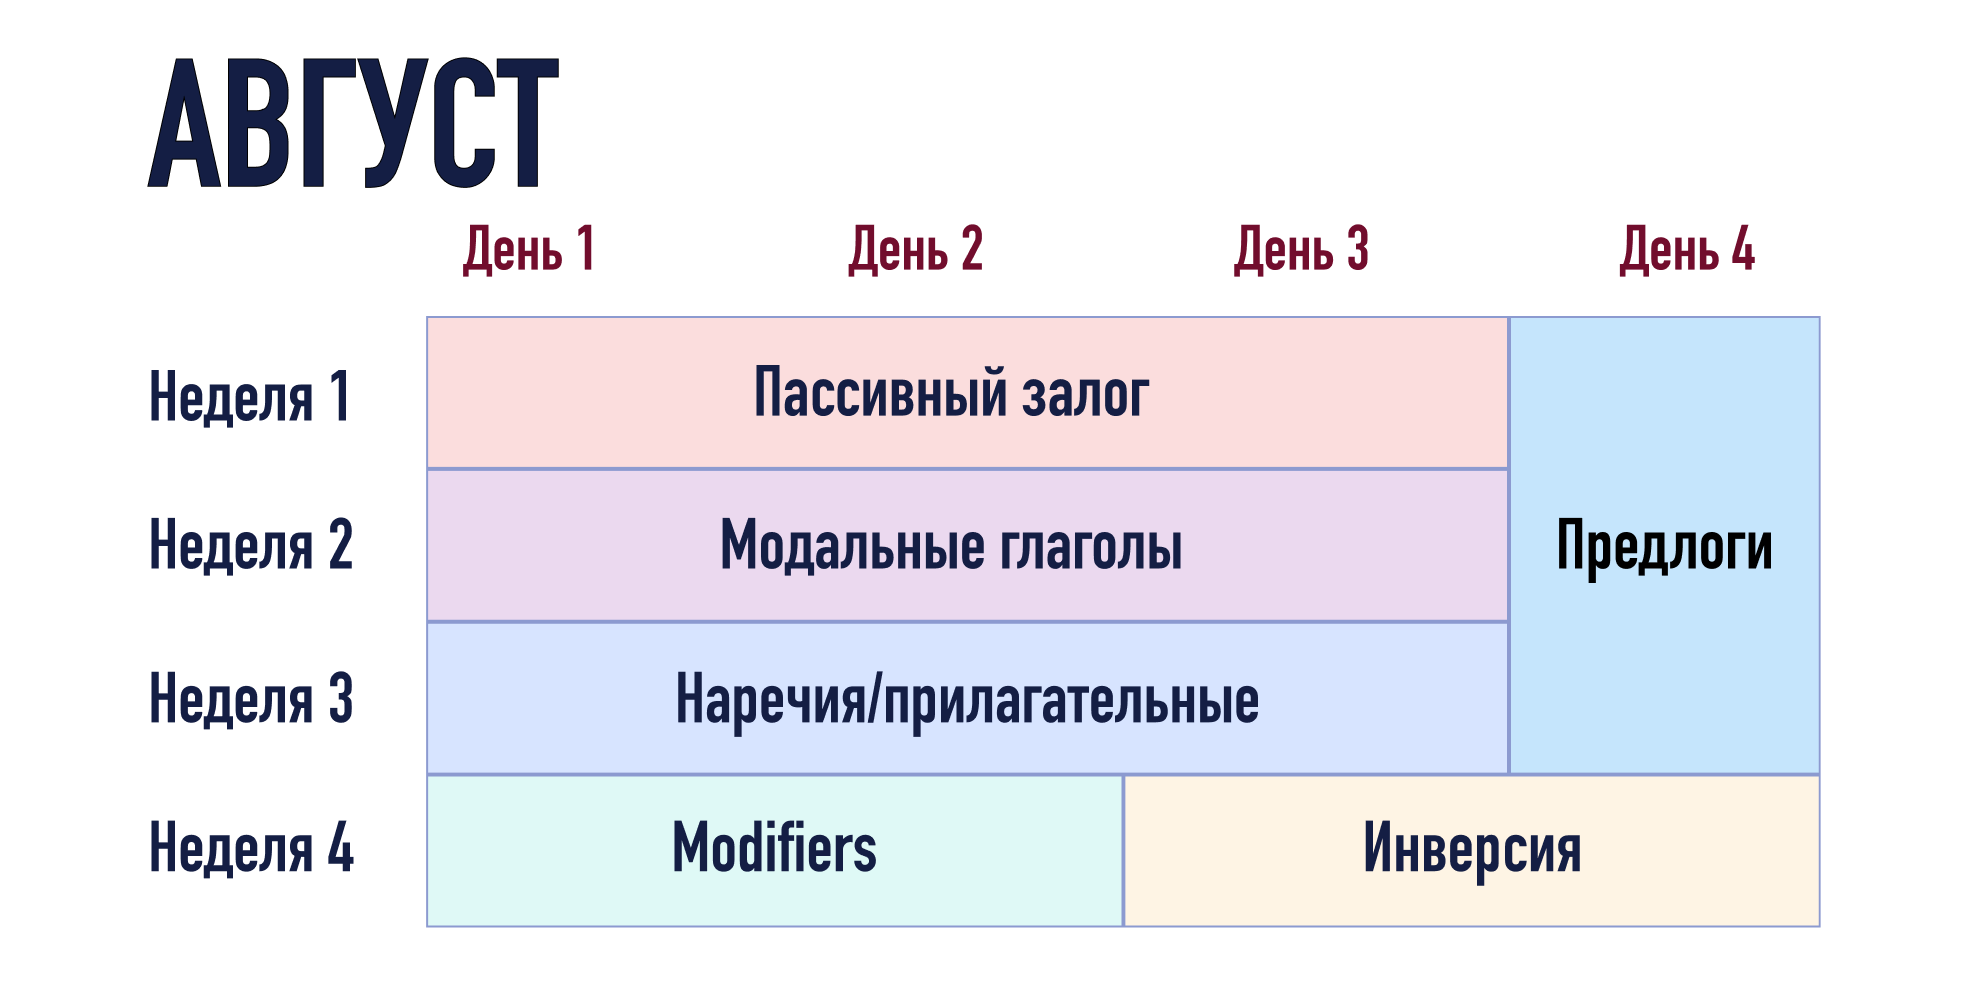 АВГУСТ
День 1 День 2 День 3 День 4
Неделя 1 Пассивный залог
Неделя 2 Модальные глаголы Предлоги
Неделя 3 Наречия/прилагательные
Неделя 4 Modifiers Инверсия